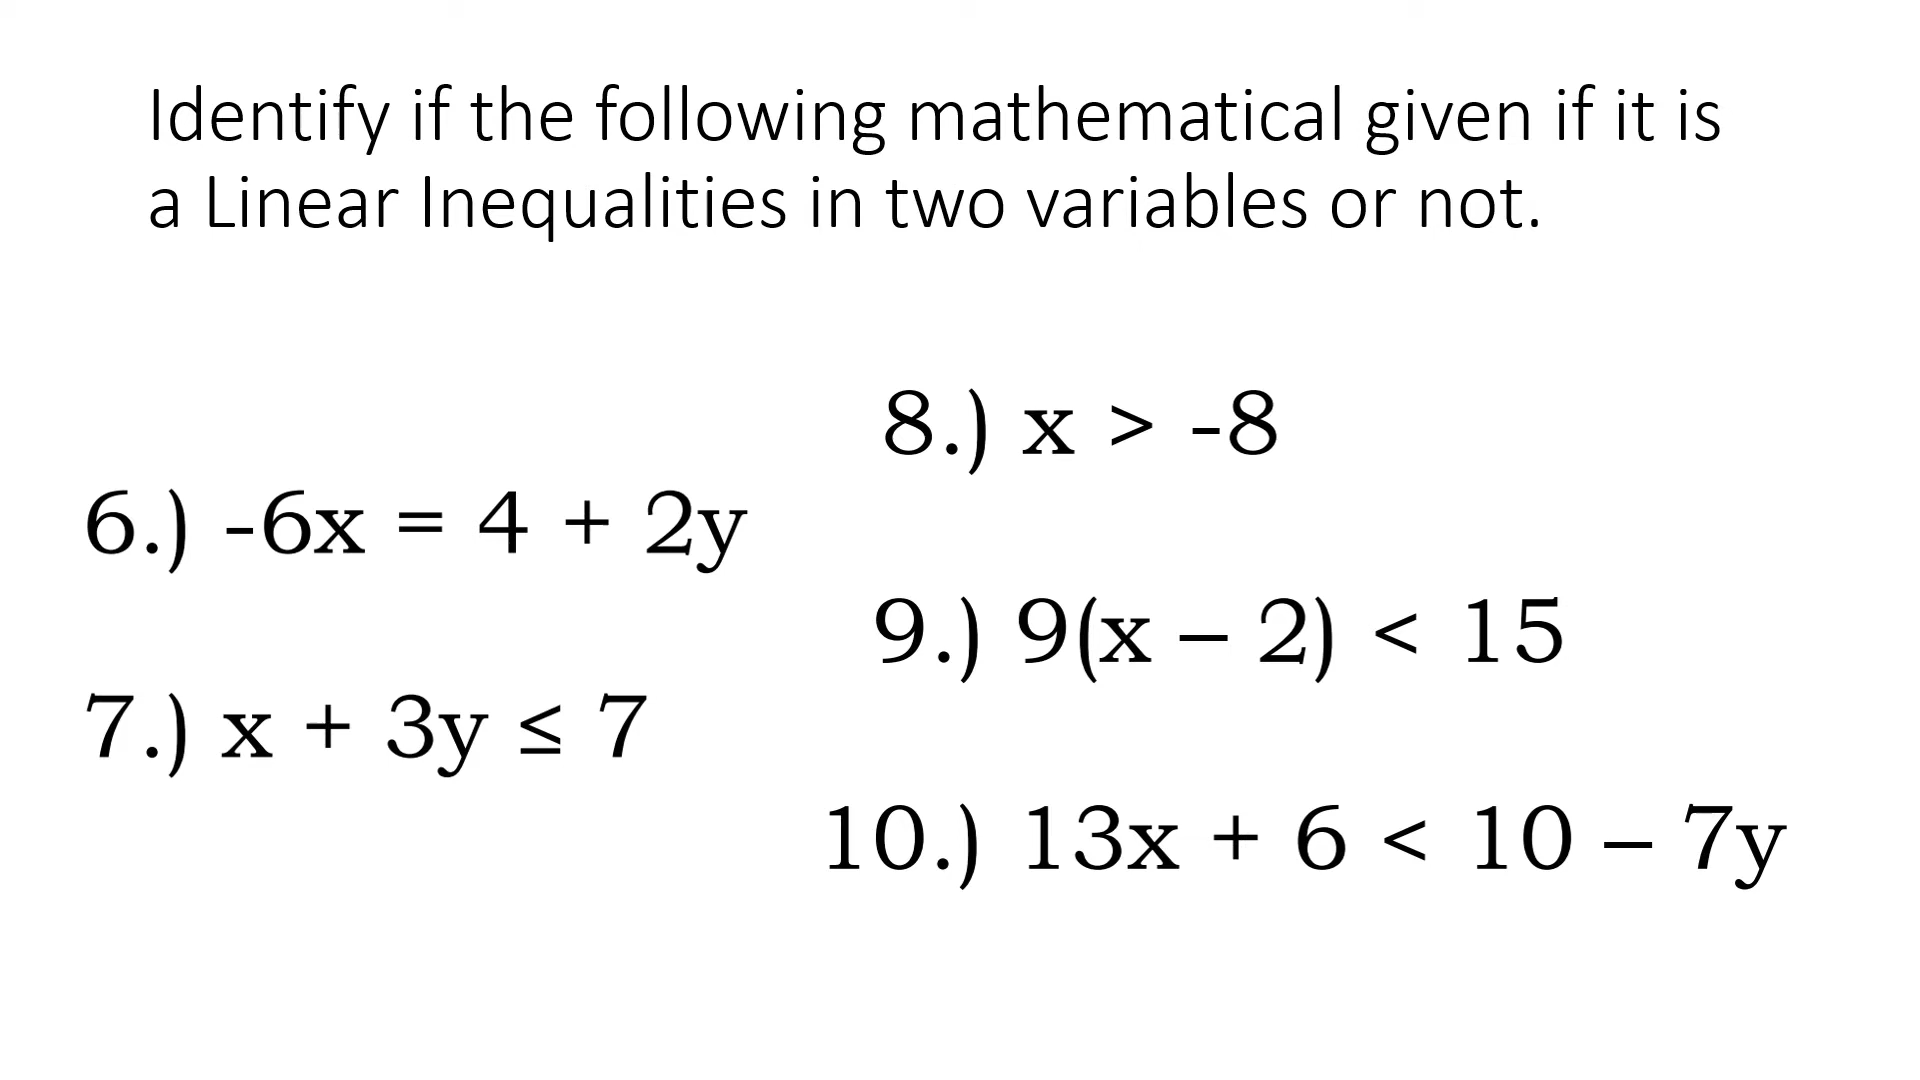 Identify if the following mathematical given if it is
a Linear Inequalities in two variables or not.
6.) -6x = 4 + 2y
7.) x + 3y ≤ 7
8.) x > -8
9.) 9(x – 2) < 15
10.) 13x + 6 < 10 – 7y